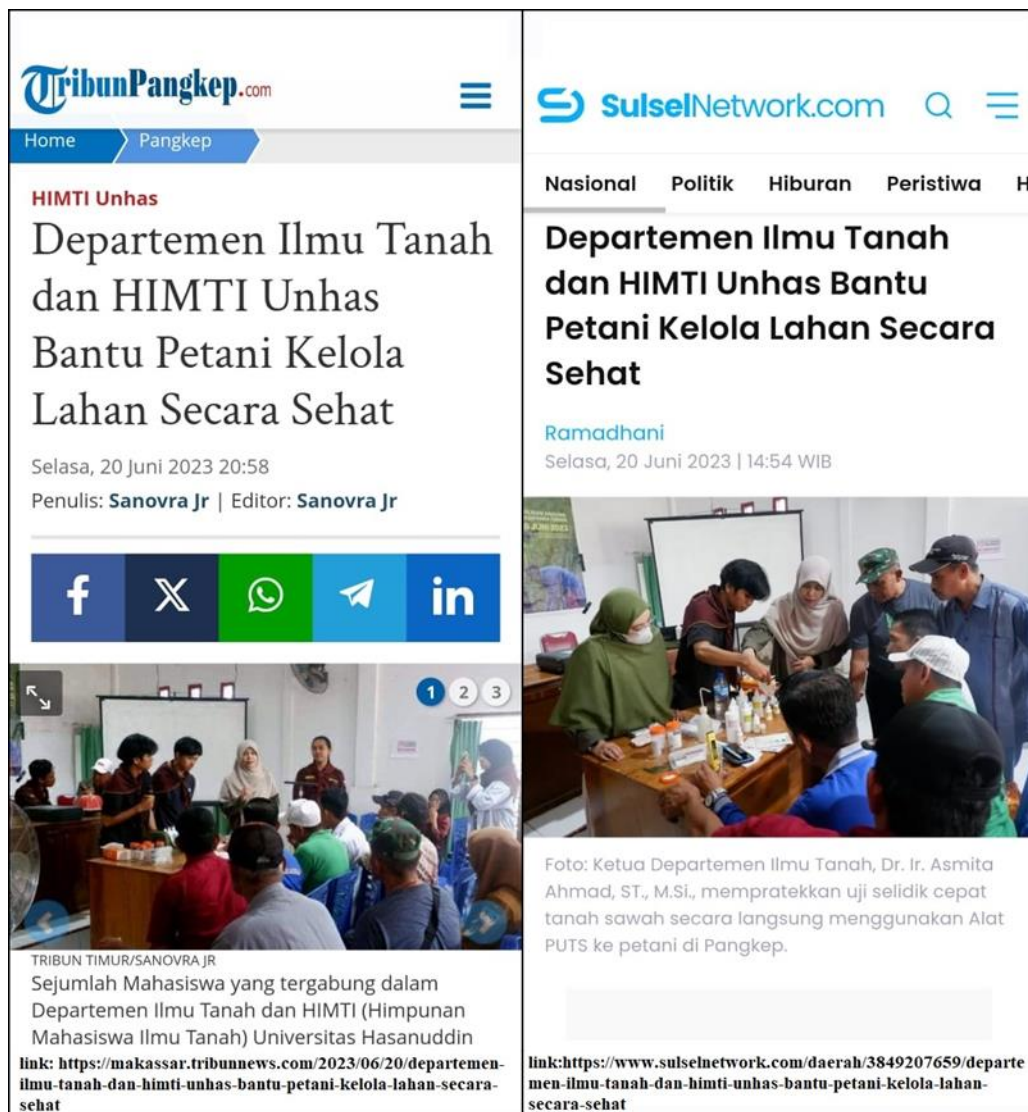 TribunPangkep.com
Home
Pangkep
HIMTI Unhas
Departemen Ilmu Tanah
dan HIMTI Unhas
Bantu Petani Kelola
Lahan Secara Sehat
Selasa, 20 Juni 2023 20:58
Penulis: Sanovra Jr | Editor: Sanovra Jr
1 2 3
TRIBUN TIMUR/SANOVRA JR
Sejumlah Mahasiswa yang tergabung dalam
Departemen Ilmu Tanah dan HIMTI (Himpunan
Mahasiswa Ilmu Tanah) Universitas Hasanuddin
link: https://makassar.tribunnews.com/2023/06/20/departemen-
ilmu-tanah-dan-himti-unhas-bantu-petani-kelola-lahan-secara-
sehat
SulselNetwork.com
Nasional Politik Hiburan Peristiwa H
Departemen Ilmu Tanah
dan HIMTI Unhas Bantu
Petani Kelola Lahan Secara
Sehat
Ramadhani
Selasa, 20 Juni 2023 | 14:54 WIB
Foto: Ketua Departemen Ilmu Tanah, Dr. Ir. Asmita
Ahmad, ST., M.Si., mempratekkan uji selidik cepat
tanah sawah secara langsung menggunakan Alat
PUTS ke petani di Pangkep.
link:https://www.sulselnetwork.com/daerah/3849207659/departe
men-ilmu-tanah-dan-himti-unhas-bantu-petani-kelola-lahan-
secara-sehat